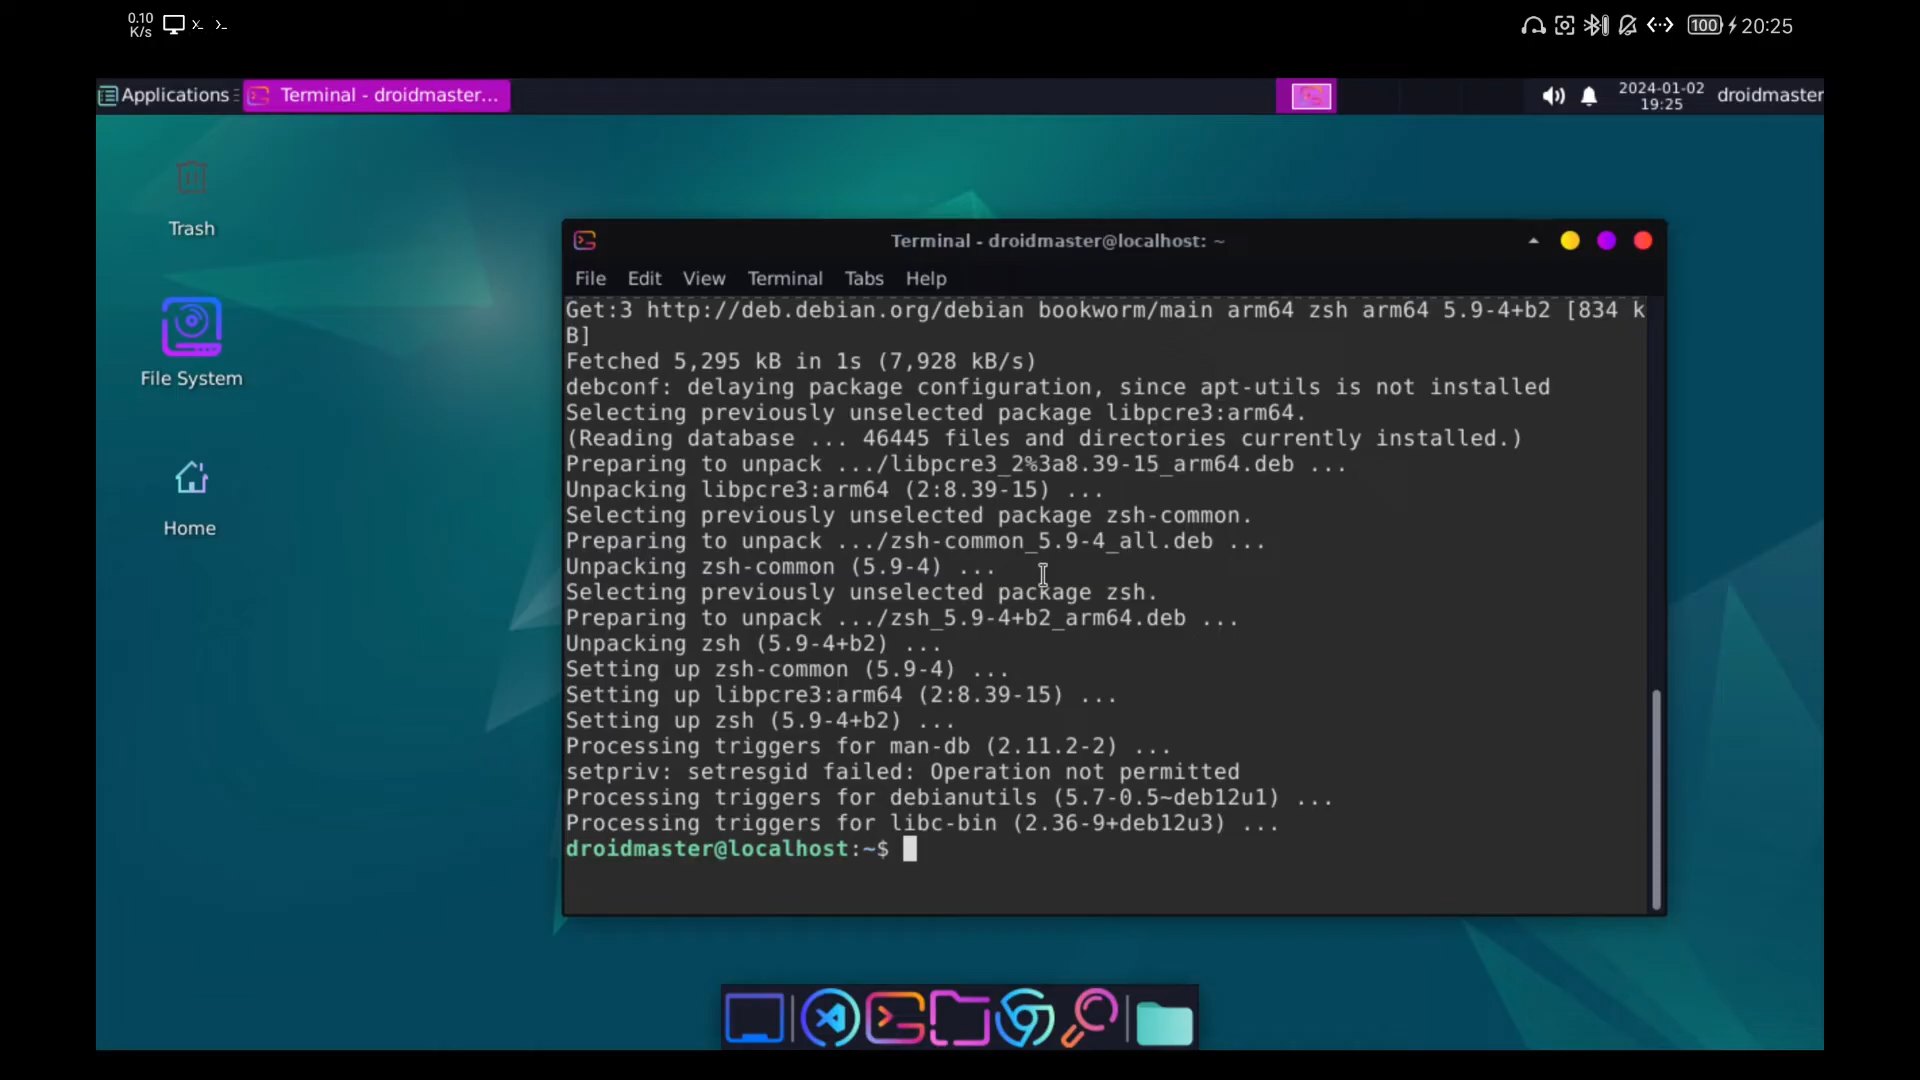 0.10
K/s
100
20:25
Applications
Terminal - droidmaster...
2024-01-02
19:25
droidmaster
Trash
File System
Home
Terminal - droidmaster@localhost: ~
File Edit View Terminal Tabs Help
Get:3 http://deb.debian.org/debian bookworm/main arm64 zsh arm64 5.9-4+b2 [834 k
B]
Fetched 5,295 kB in 1s (7,928 kB/s)
debconf: delaying package configuration, since apt-utils is not installed
Selecting previously unselected package libpcre3:arm64.
(Reading database ... 46445 files and directories currently installed.)
Preparing to unpack .../libpcre3_2%3a8.39-15_arm64.deb ...
Unpacking libpcre3:arm64 (2:8.39-15) ...
Selecting previously unselected package zsh-common.
Preparing to unpack .../zsh-common_5.9-4_all.deb ...
Unpacking zsh-common (5.9-4) ...
Selecting previously unselected package zsh.
Preparing to unpack .../zsh_5.9-4+b2_arm64.deb ...
Unpacking zsh (5.9-4+b2) ...
Setting up zsh-common (5.9-4) ...
Setting up libpcre3:arm64 (2:8.39-15) ...
Setting up zsh (5.9-4+b2) ...
Processing triggers for man-db (2.11.2-2) ...
setpriv: setresgid failed: Operation not permitted
Processing triggers for debianutils (5.7-0.5~deb12u1) ...
Processing triggers for libc-bin (2.36-9+deb12u3) ...
droidmaster@localhost:~$